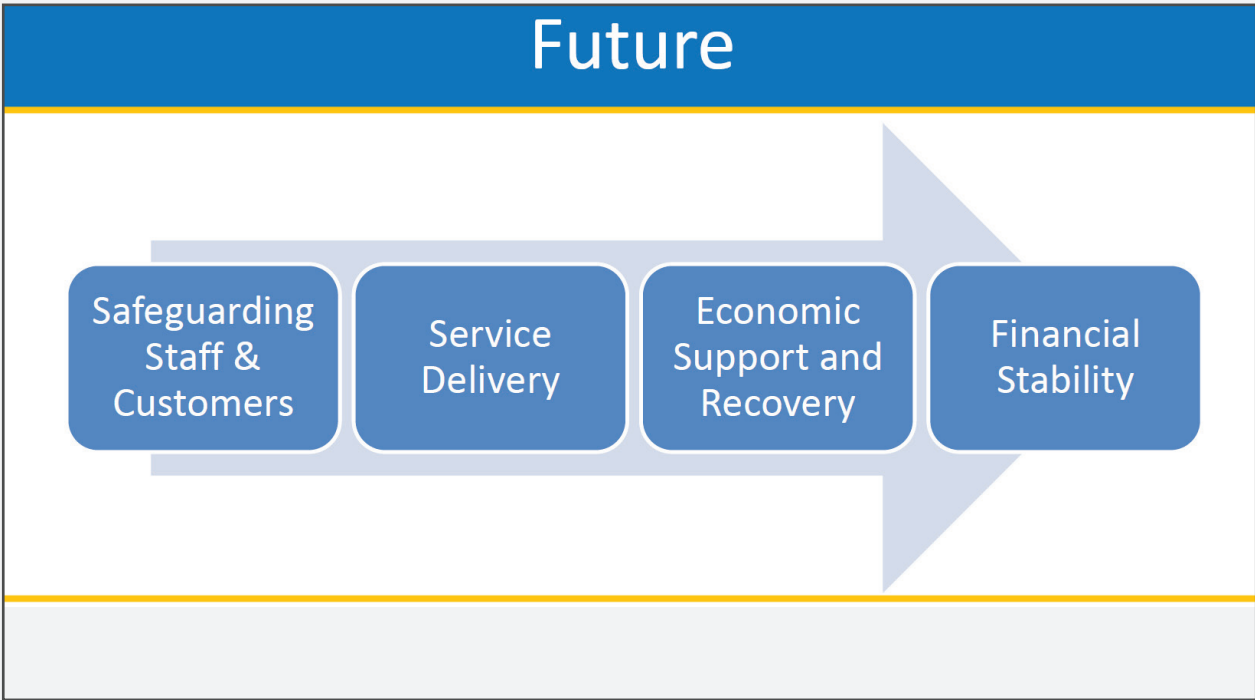 Future
Safeguarding
Staff &
Customers
Service
Delivery
Economic
Support and
Recovery
Financial
Stability